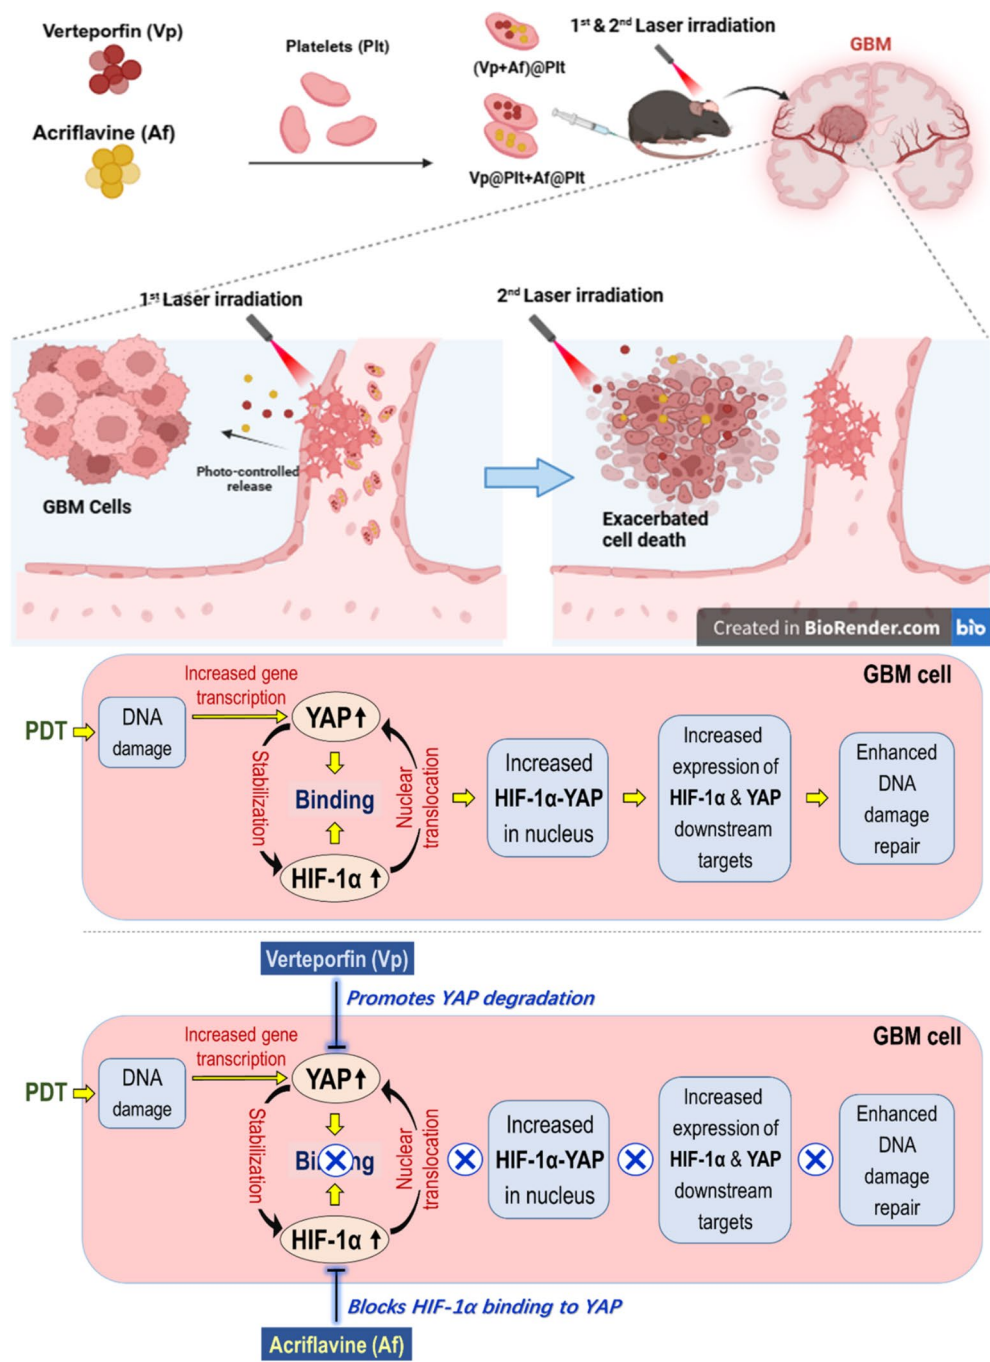 Verteporfin (Vp)
Platelets (Plt)
Acriflavine (Af)
(Vp+Af)@Plt
Vp@Plt+Af@Plt
1st & 2nd Laser irradiation
GBM
1st Laser irradiation
Photo-controlled
release
GBM Cells
2nd Laser irradiation
Exacerbated
cell death
Created in BioRender.com bio
GBM cell
PDT
DNA
damage
Increased gene
transcription
YAP↑
Stabilization
Binding
Nuclear
translocation
HIF-1α ↑
Increased
HIF-1α-YAP
in nucleus
Increased
expression of
HIF-1α & YAP
downstream
targets
Enhanced
DNA
damage
repair
Verteporfin (Vp)
Promotes YAP degradation
GBM cell
PDT
DNA
damage
Increased gene
transcription
YAP↑
Stabilization
Binding
Nuclear
translocation
HIF-1α ↑
Increased
HIF-1α-YAP
in nucleus
Increased
expression of
HIF-1α & YAP
downstream
targets
Enhanced
DNA
damage
repair
Blocks HIF-1α binding to YAP
Acriflavine (Af)